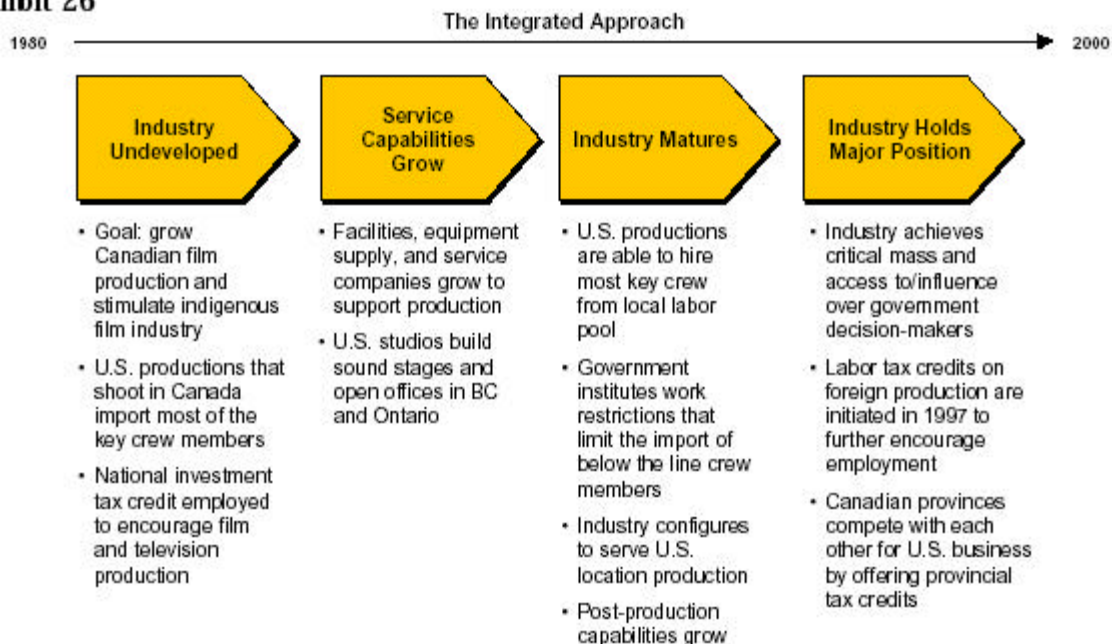 26
The Integrated Approach
1980
2000
Industry
Undeveloped
Service
Capabilities
Grow
Industry Matures
Industry Holds
Major Position
• Goal: grow
Canadian film
production and
stimulate indigenous
film industry
• U.S. productions that
shoot in Canada
import most of the
key crew members
• National investment
tax credit employed
to encourage film
and television
production
• Facilities, equipment
supply, and service
companies grow to
support production
• U.S. studios build
sound stages and
open offices in BC
and Ontario
• U.S. productions
are able to hire
most key crew
from local labor
pool
• Government
institutes work
restrictions that
limit the import of
below the line crew
members
• Industry configures
to serve U.S.
location production
• Post-production
capabilities grow
• Industry achieves
critical mass and
access to/influence
over government
decision-makers
• Labor tax credits on
foreign production are
initiated in 1997 to
further encourage
employment
• Canadian provinces
compete with each
other for U.S. business
by offering provincial
tax credits